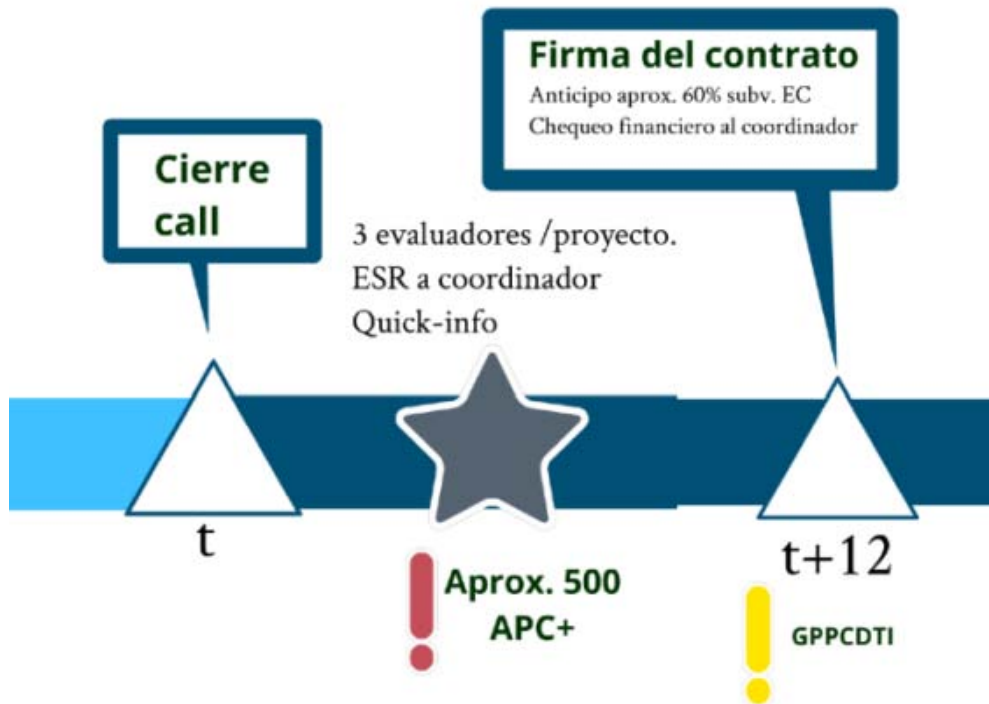 Firma del contrato
Anticipo aprox. 60% subv. EC
Chequeo financiero al coordinador
Cierre
call
3 evaluadores /proyecto.
ESR a coordinador
Quick-info
t
t+12
Aprox. 500
APC+
GPPCDTI